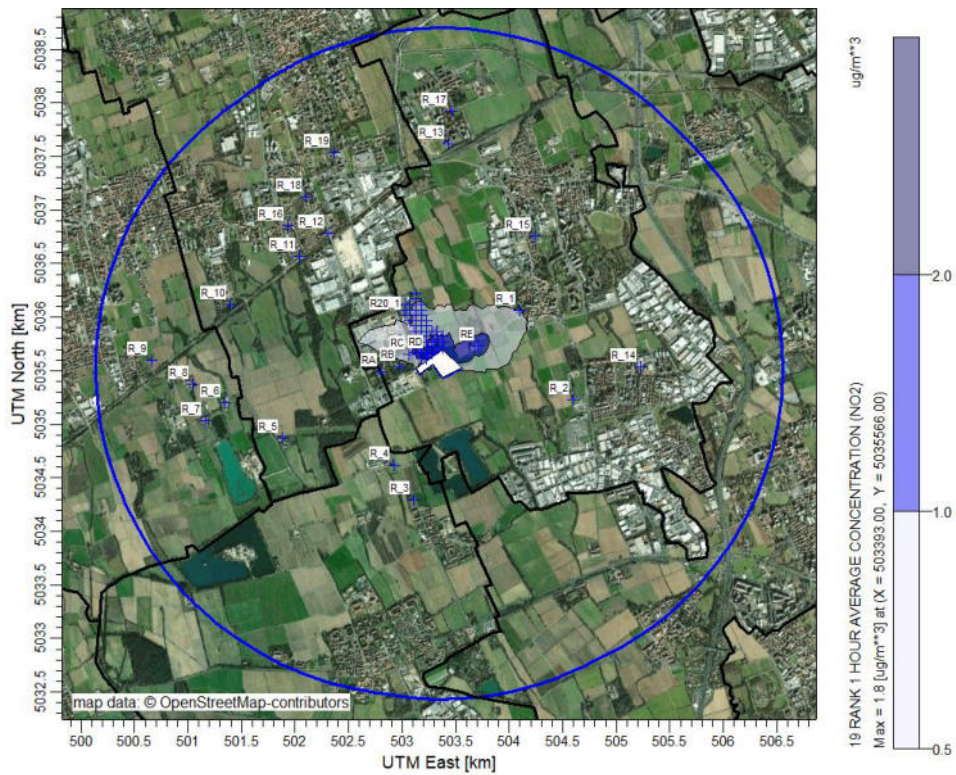 ug/m**3
5038.5
5038
5037.5
5037
5036.5
5036
5035.5
5035
5034.5
5034
5033.5
5033
5032.5
UTM North [km]
R_17
R_13
R_19
R_18
R_16
R_12
R_11
R_15
R_10
R20_1
R_1
RE
RC
RD
RA
RB
R_9
R_8
R_6
R_7
R_5
R_14
R_2
R_4
R_3
map data: © OpenStreetMap-contributors
500
500.5
501
501.5
502
502.5
503
503.5
504
504.5
505
505.5
506
506.5
UTM East [km]
2.0
1.0
0.5
19 RANK 1 HOUR AVERAGE CONCENTRATION (NO2)
Max = 1.8 [ug/m**3] at (X = 503393.00, Y = 5035566.00)